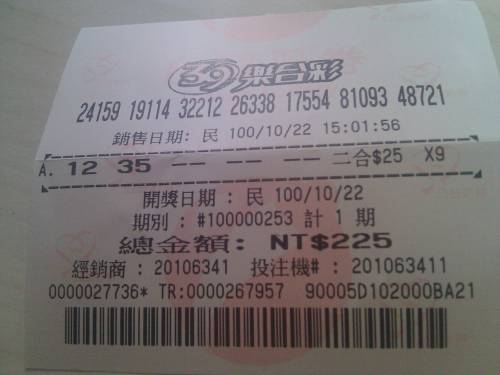 39樂合彩
24159 19114 32212 26338 17554 81093 48721
銷售日期: 民 100/10/22 15:01:56
A. 12 35 -- -- -- -- 二合$25 X9
開獎日期 : 民 100/10/22
期別 : #100000253 計 1 期
總金額: NT$225
經銷商 : 20106341 投注機# : 201063411
0000027736* TR:0000267957 90005D102000BA21